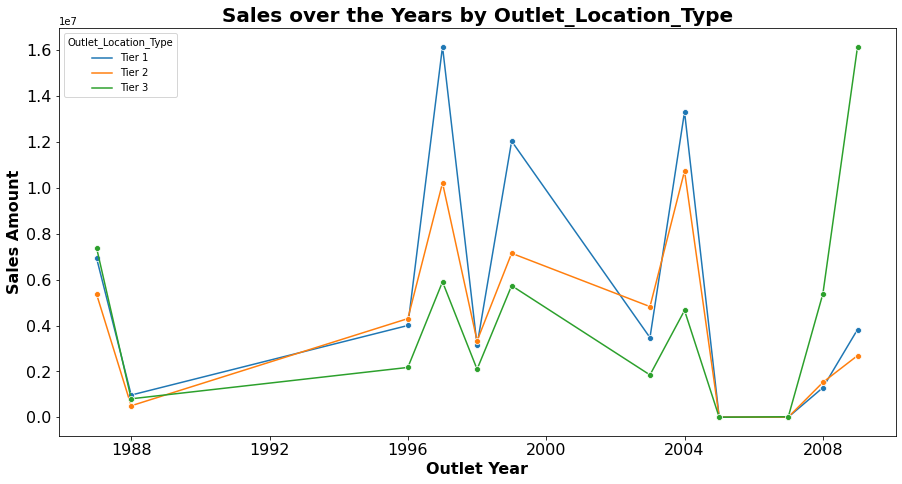 Sales over the Years by Outlet_Location_Type
1e7
Outlet_Location_Type
Tier 1
Tier 2
Tier 3
1.6
1.4
1.2
1.0
0.8
0.6
0.4
0.2
0.0
Sales Amount
1988 1992 1996 2000 2004 2008
Outlet Year